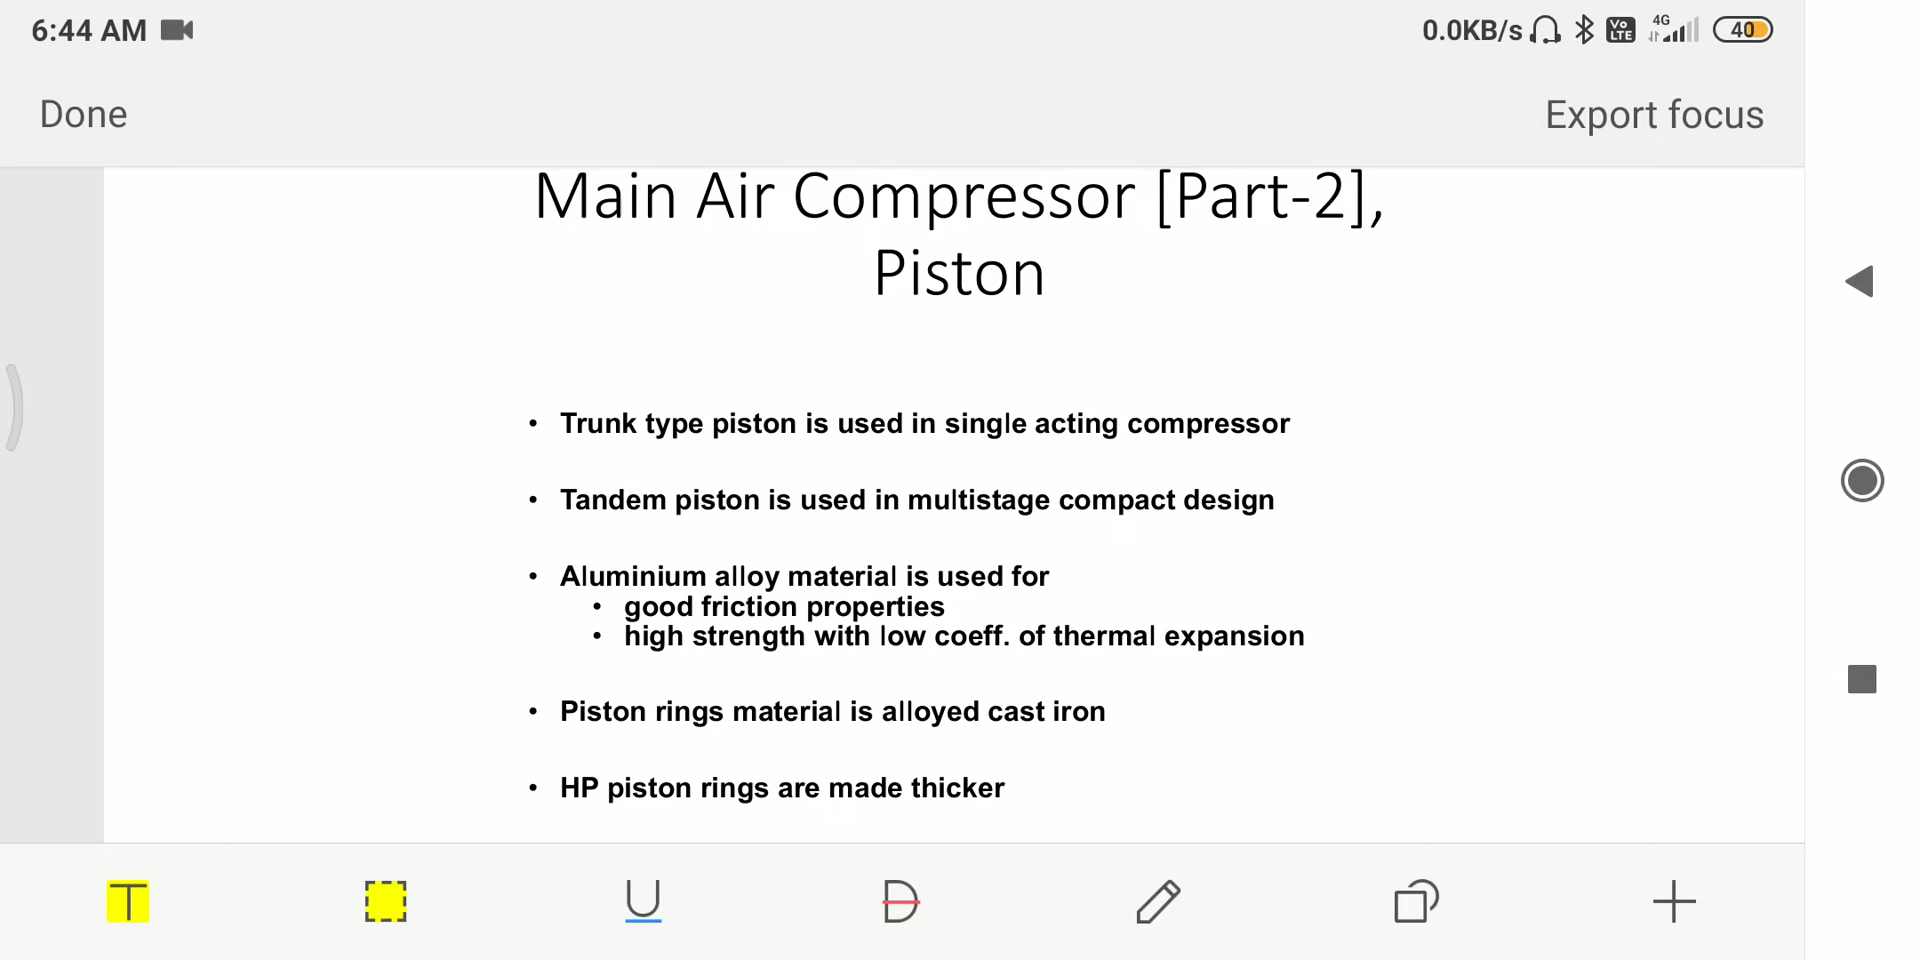 6:44 AM
0.0KB/s Vo LTE 4G 40
Done
Export focus
Main Air Compressor [Part-2],
Piston
• Trunk type piston is used in single acting compressor
• Tandem piston is used in multistage compact design
• Aluminium alloy material is used for
• good friction properties
• high strength with low coeff. of thermal expansion
• Piston rings material is alloyed cast iron
• HP piston rings are made thicker
T U D